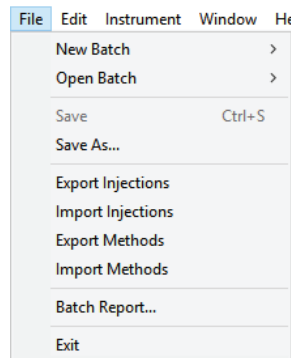 File Edit Instrument Window
New Batch >
Open Batch >
Save Ctrl+S
Save As...
Export Injections
Import Injections
Export Methods
Import Methods
Batch Report...
Exit